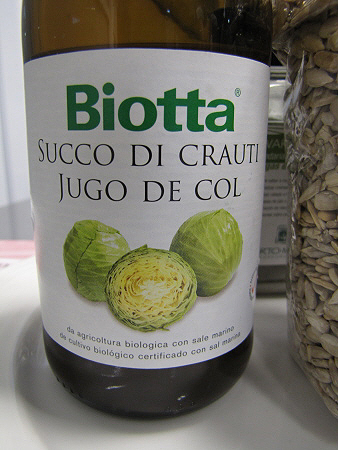 Biotta®
SUCCO DI CRAUTI
JUGO DE COL
da agricoltura biologica con sale marino
de cultivo biológico certificado con sal marina